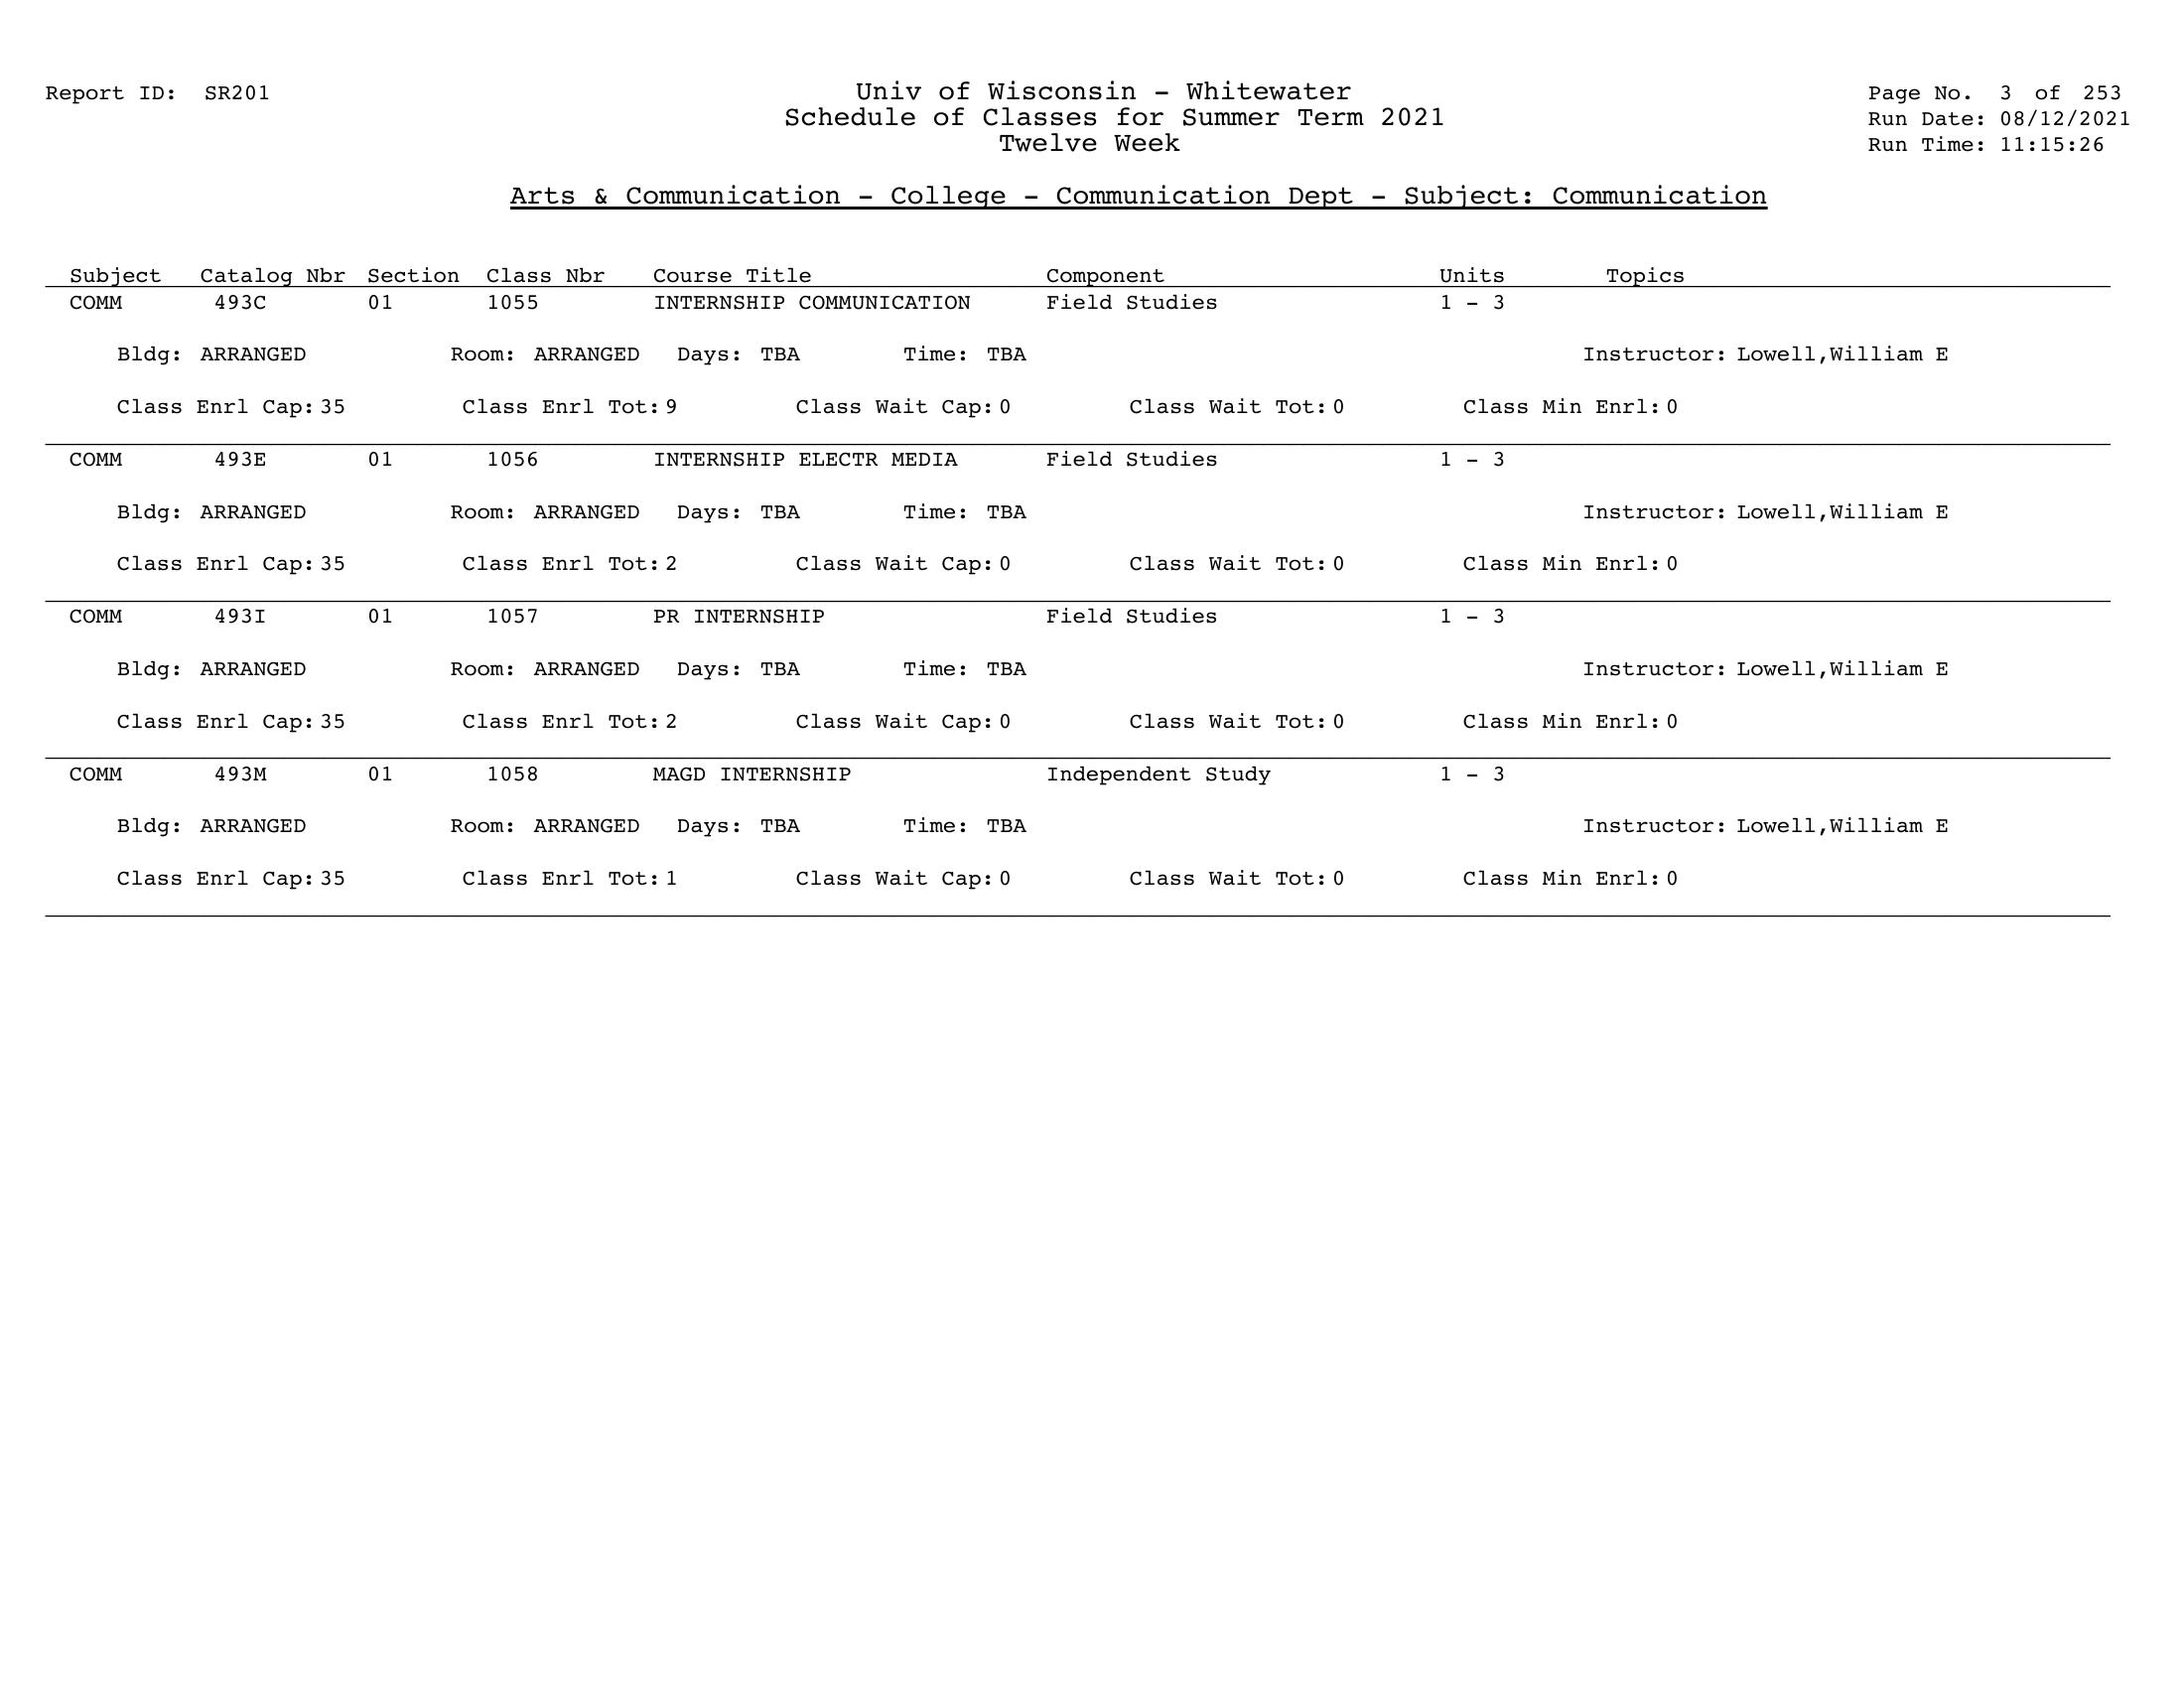 Report ID: SR201 Univ of Wisconsin - Whitewater Page No. 3 of 253
Schedule of Classes for Summer Term 2021 Run Date: 08/12/2021
Twelve Week Run Time: 11:15:26
Arts & Communication - College - Communication Dept - Subject: Communication
Subject Catalog Nbr Section Class Nbr Course Title Component Units Topics
COMM 493C 01 1055 INTERNSHIP COMMUNICATION Field Studies 1 - 3
Bldg: ARRANGED Room: ARRANGED Days: TBA Time: TBA Instructor: Lowell,William E
Class Enrl Cap: 35 Class Enrl Tot: 9 Class Wait Cap: 0 Class Wait Tot: 0 Class Min Enrl: 0
COMM 493E 01 1056 INTERNSHIP ELECTR MEDIA Field Studies 1 - 3
Bldg: ARRANGED Room: ARRANGED Days: TBA Time: TBA Instructor: Lowell,William E
Class Enrl Cap: 35 Class Enrl Tot: 2 Class Wait Cap: 0 Class Wait Tot: 0 Class Min Enrl: 0
COMM 493I 01 1057 PR INTERNSHIP Field Studies 1 - 3
Bldg: ARRANGED Room: ARRANGED Days: TBA Time: TBA Instructor: Lowell,William E
Class Enrl Cap: 35 Class Enrl Tot: 2 Class Wait Cap: 0 Class Wait Tot: 0 Class Min Enrl: 0
COMM 493M 01 1058 MAGD INTERNSHIP Independent Study 1 - 3
Bldg: ARRANGED Room: ARRANGED Days: TBA Time: TBA Instructor: Lowell,William E
Class Enrl Cap: 35 Class Enrl Tot: 1 Class Wait Cap: 0 Class Wait Tot: 0 Class Min Enrl: 0